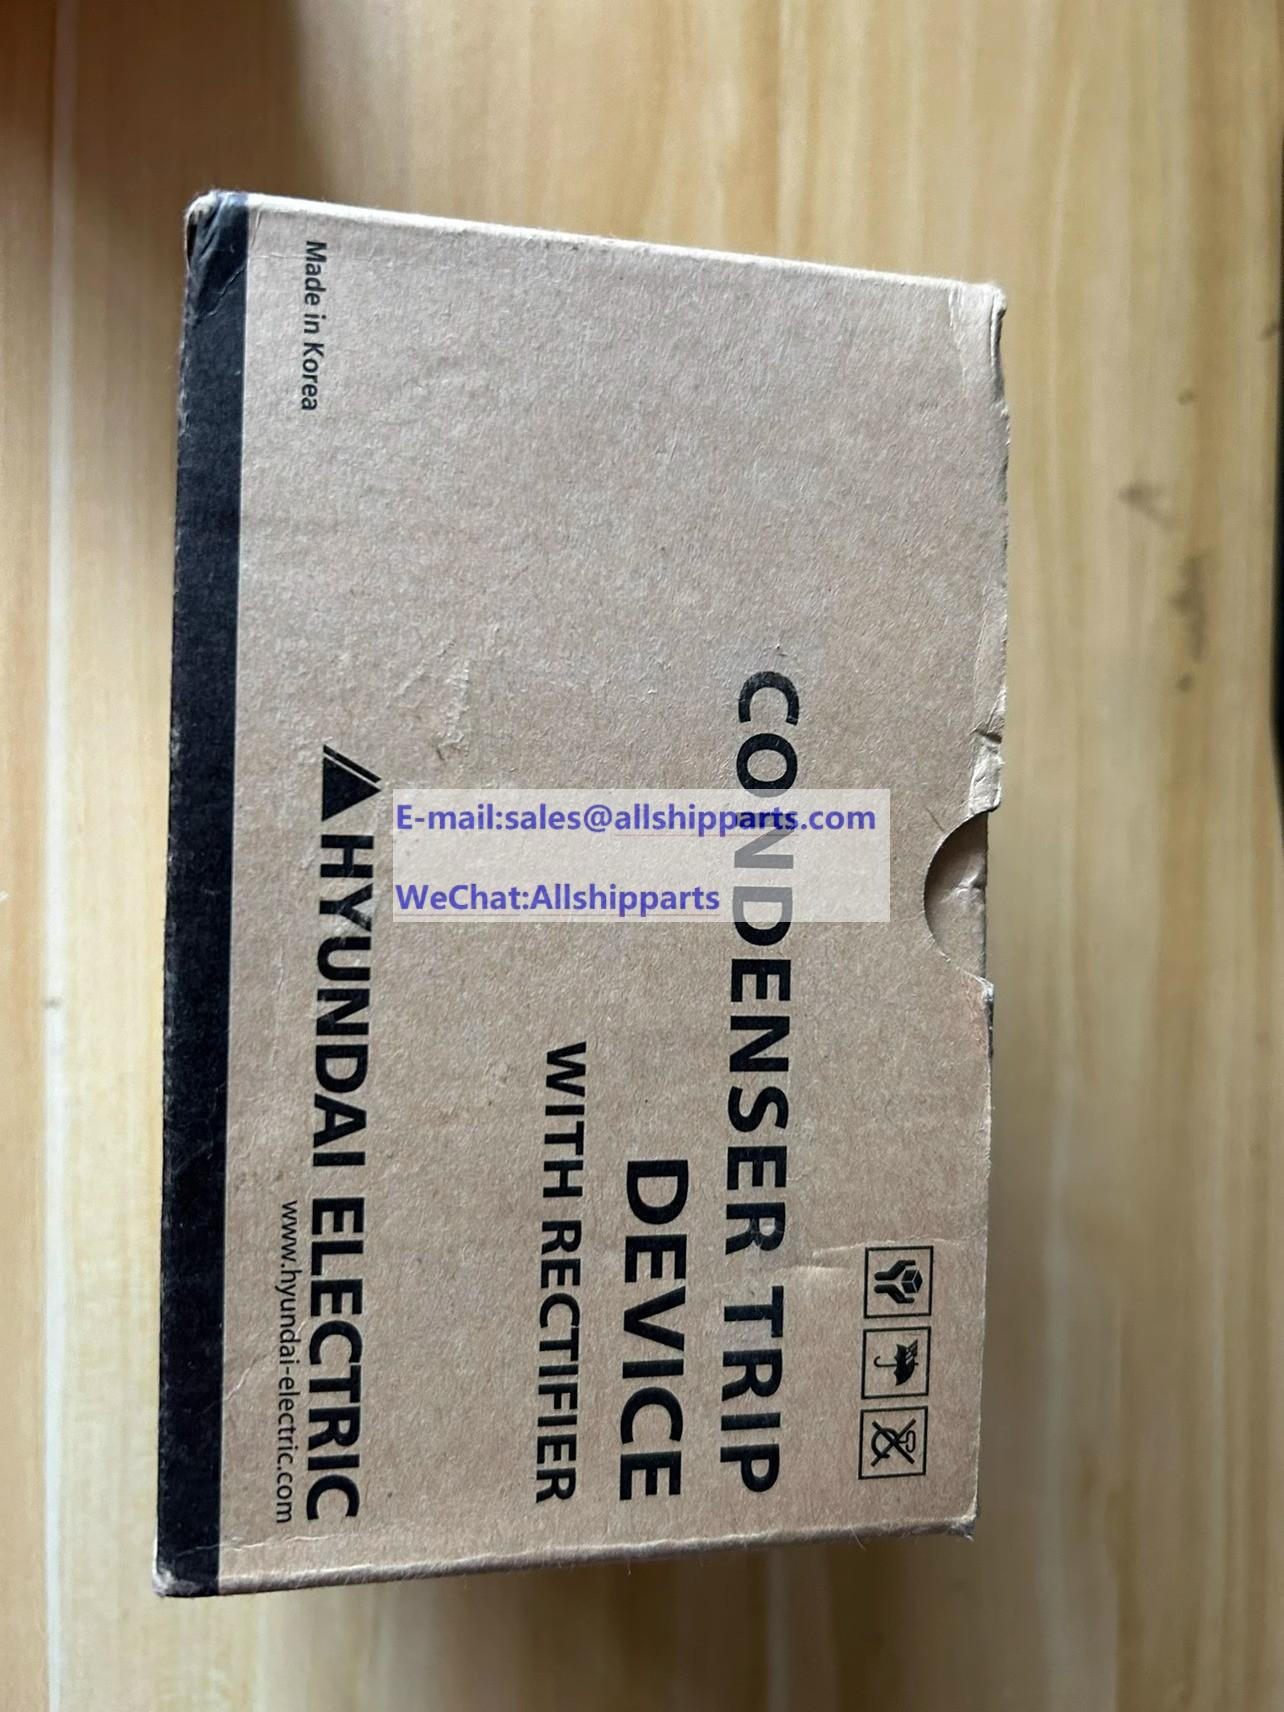 CONDENSER TRIP
DEVICE
WITH RECTIFIER
HYUNDAI ELECTRIC
www.hyundai-electric.com
Made in Korea
E-mail:sales@allshipparts.com
WeChat:Allshipparts